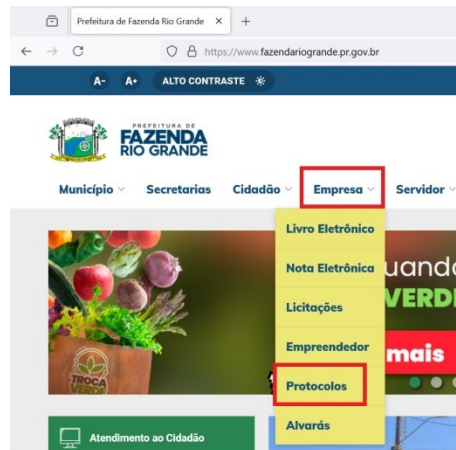 Prefeitura de Fazenda Rio Grande
https://www.fazendariogrande.pr.gov.br
A- A+ ALTO CONTRASTE
PREFEITURA DE
FAZENDA
RIO GRANDE
Município Secretarias Cidadão Empresa Servidor
Livro Eletrônico
Nota Eletrônica
Licitações
Empreendedor
Protocolos
Alvarás
VERD
mais
TROCA
VERDE
Atendimento ao Cidadão